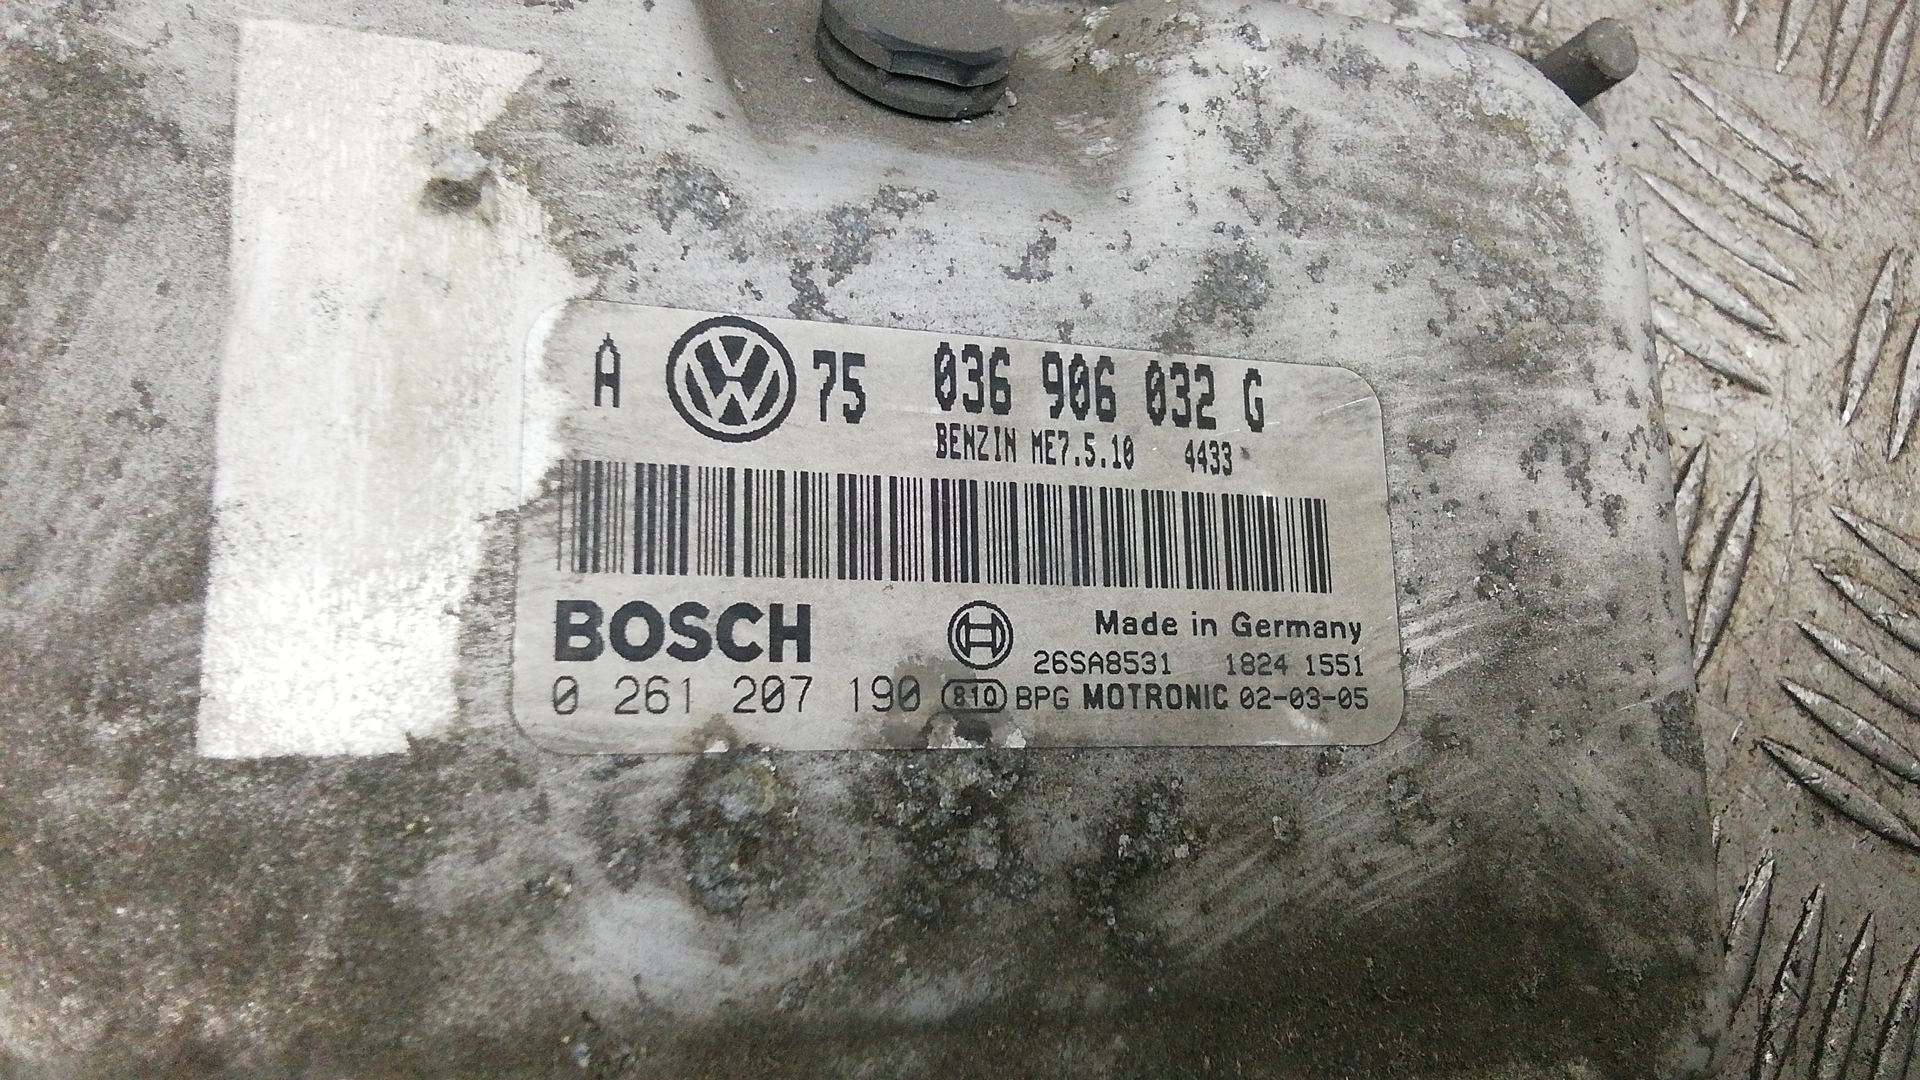 A VW 75 036 906 032 G
BENZIN ME7.5.10 4433
BOSCH
Made in Germany
26SA8531 1824 1551
0 261 207 190 810 BPG MOTRONIC 02-03-05